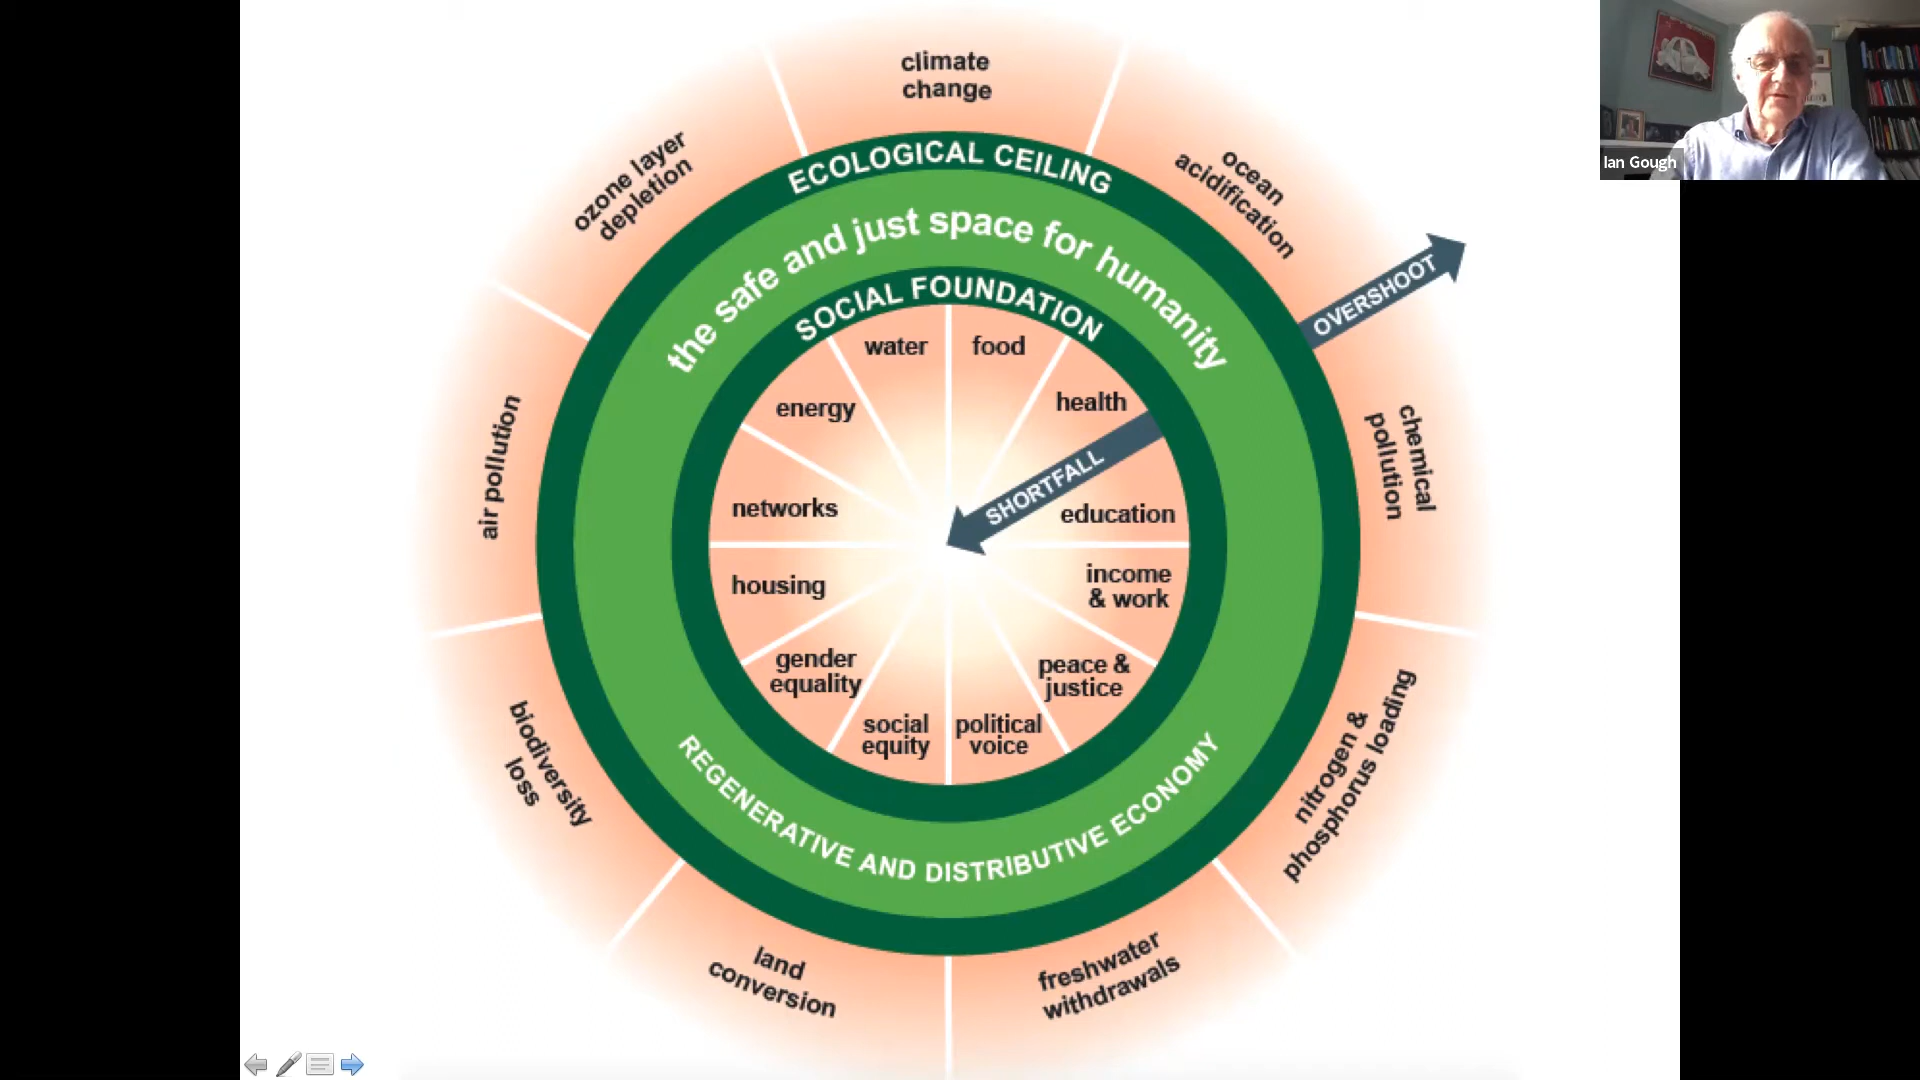 climate
change
Ian Gough
ozone layer
depletion
ocean
acidification
ECOLOGICAL CEILING
the safe and just space for humanity
OVERSHOOT
SOCIAL FOUNDATION
water
food
energy
health
air pollution
chemical
pollution
SHORTFALL
networks
education
housing
income
& work
gender
equality
peace &
justice
social
equity
political
voice
biodiversity
loss
nitrogen &
phosphorus loading
REGENERATIVE AND DISTRIBUTIVE ECONOMY
land
conversion
freshwater
withdrawals